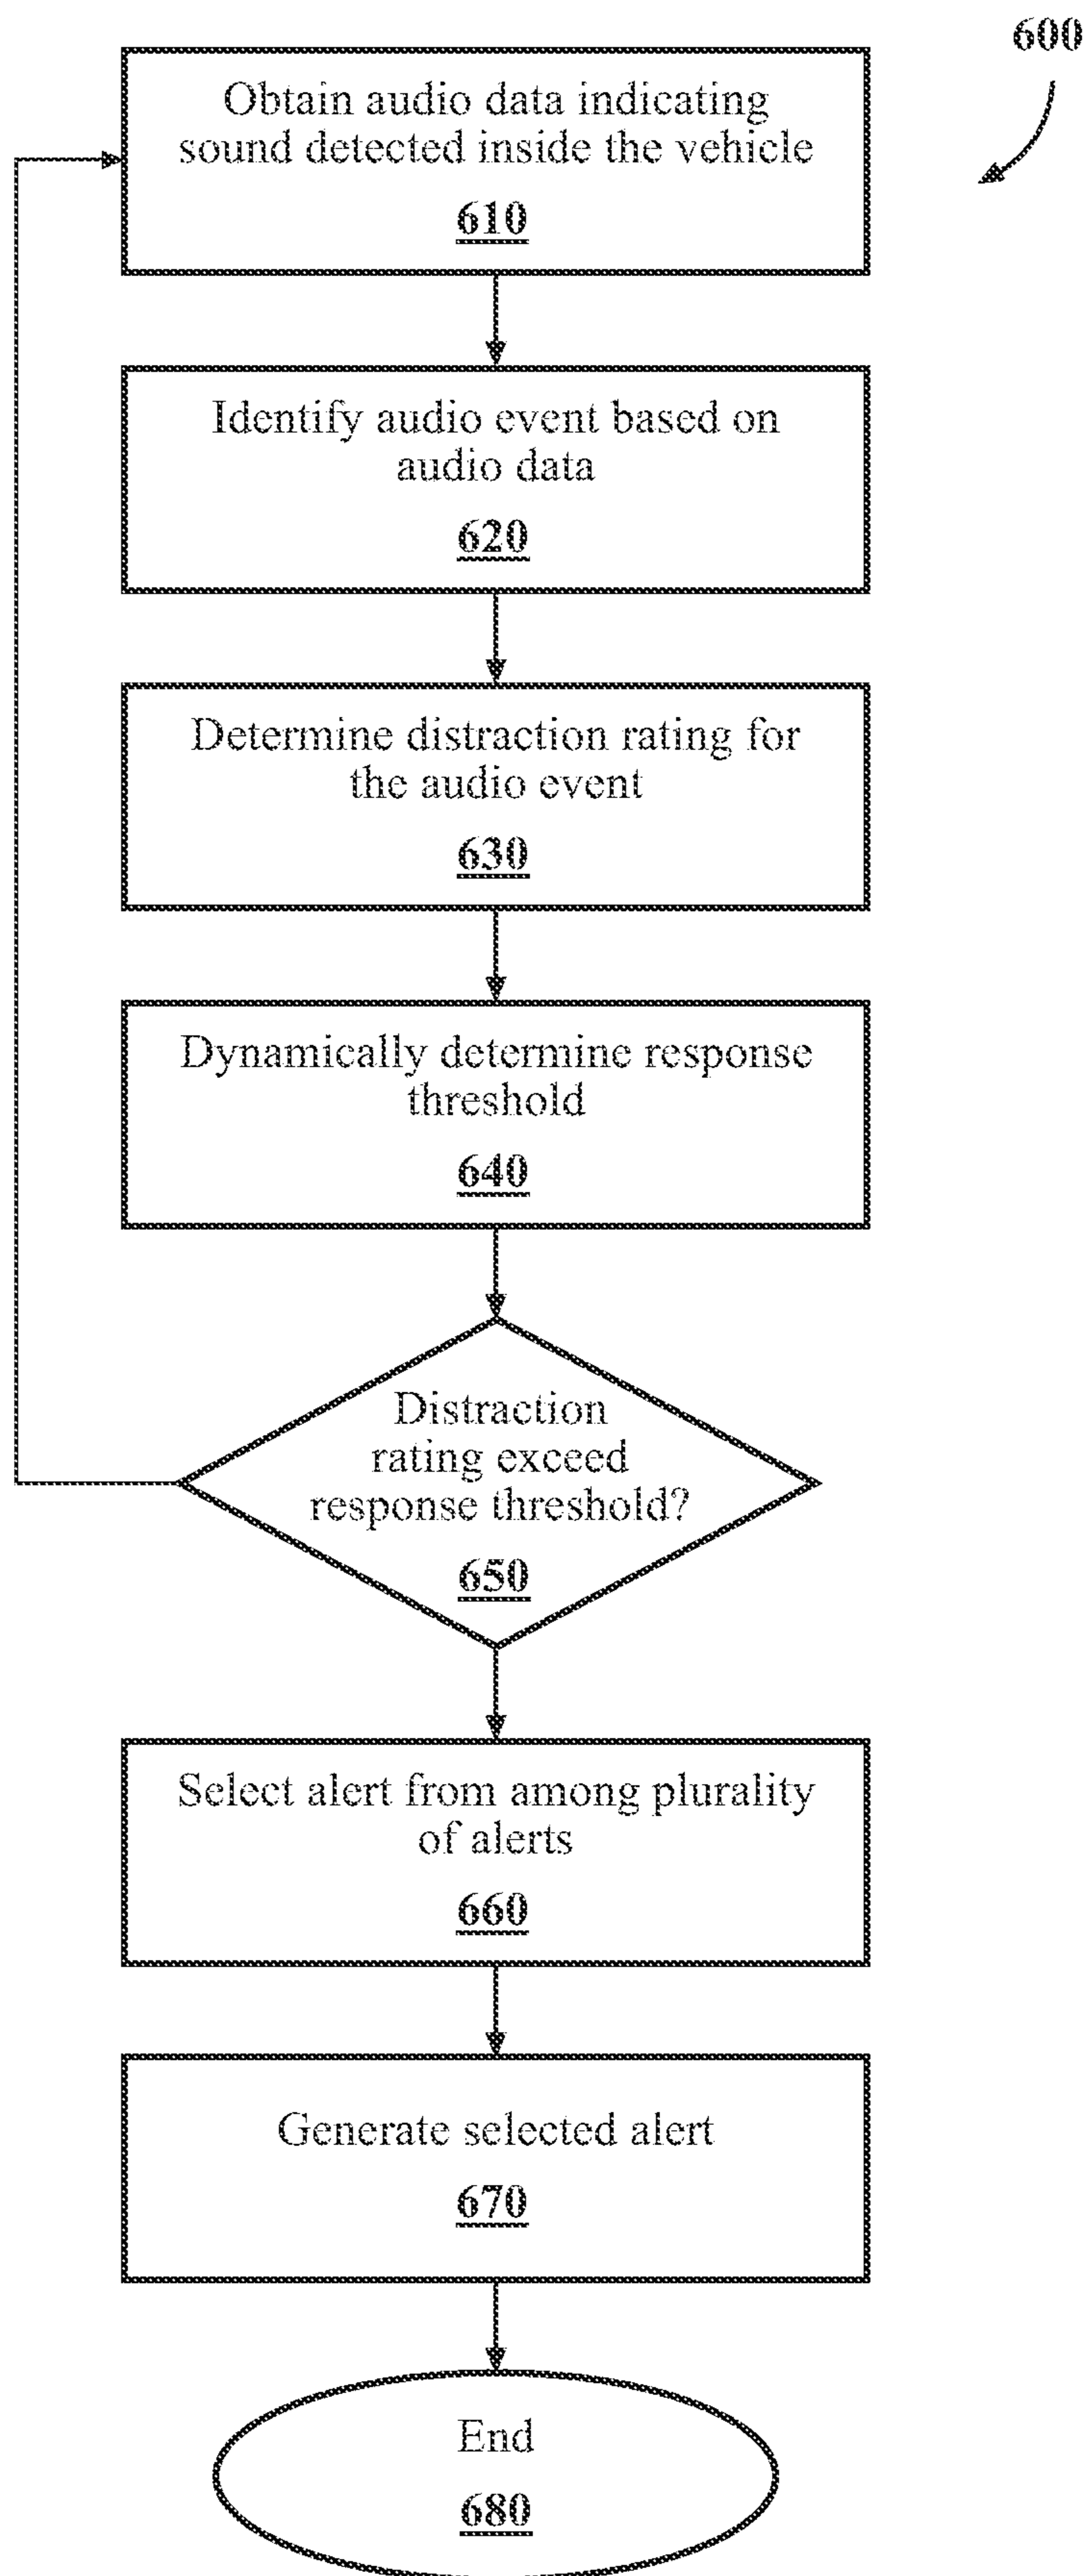 600
Obtain audio data indicating
sound detected inside the vehicle
610
Identify audio event based on
audio data
620
Determine distraction rating for
the audio event
630
Dynamically determine response
threshold
640
Distraction
rating exceed
response threshold?
650
Select alert from among plurality
of alerts
660
Generate selected alert
670
End
680